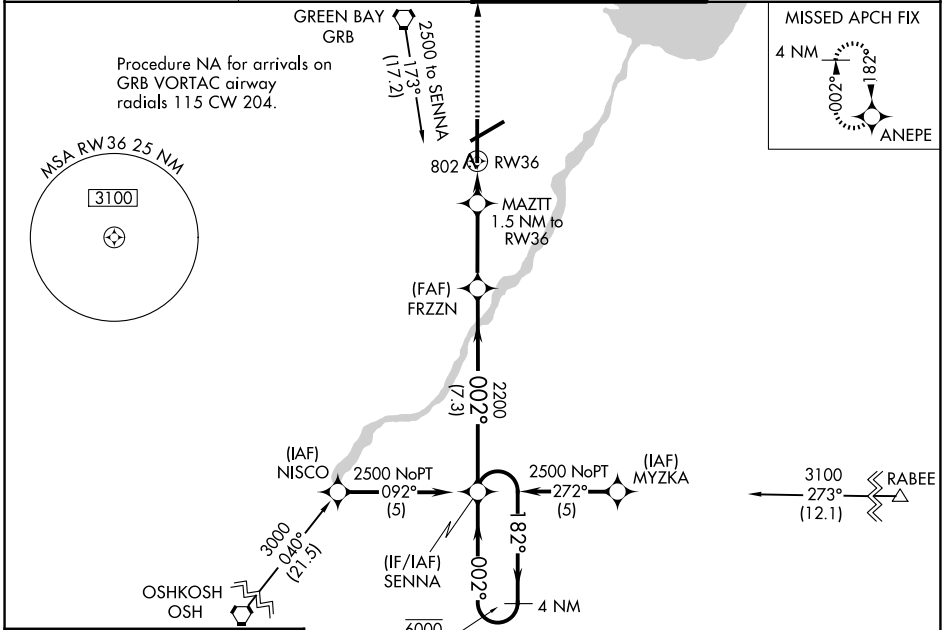 GREEN BAY
GRB
2500 to SENNA
173°
(17.2)
MISSED APCH FIX
4 NM
002°
182°
ANEPE
Procedure NA for arrivals on
GRB VORTAC airway
radials 115 CW 204.
MSA RW36 25 NM
3100
802
RW36
MAZTT
1.5 NM to
RW36
(FAF)
FRZZN
2200
002°
(7.3)
(IAF)
NISCO
2500 NoPT
092°
(5)
2500 NoPT
272°
(5)
(IAF)
MYZKA
3100
273°
(12.1)
RABEE
3000
040°
(21.5)
OSHKOSH
OSH
(IF/IAF)
SENNA
002°
182°
4 NM
6000